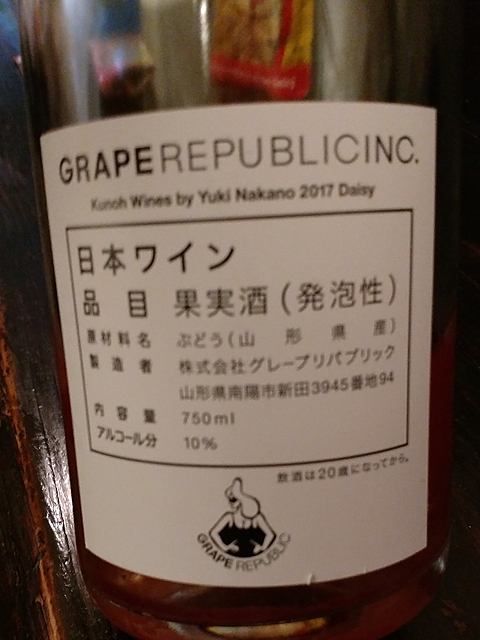 GRAPE REPUBLIC INC.
Kunoh Wines by Yuki Nakano 2017 Daisy
日本ワイン
品目 果実酒(発泡性)
原材料名 ぶどう(山形県産)
製造者 株式会社グレープリパブリック
山形県南陽市新田3945番地94
内容量 750ml
アルコール分 10%
飲酒は20歳になってから。
GRAPE REPUBLIC